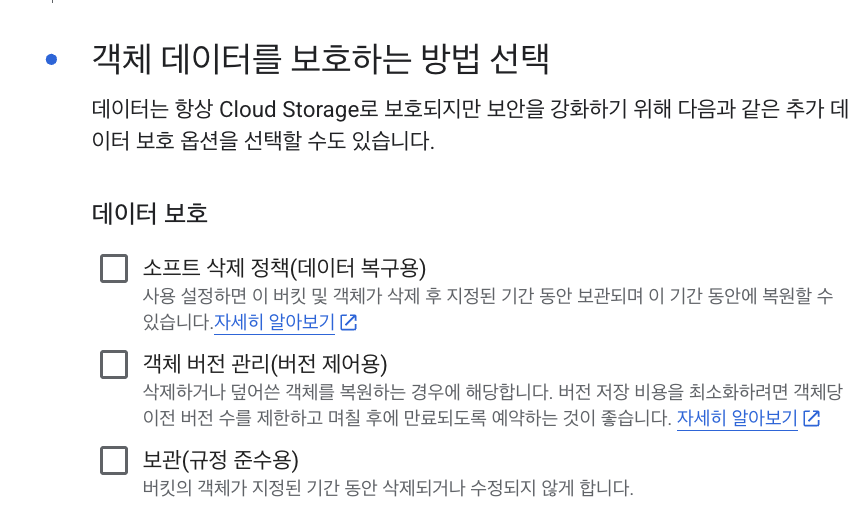 객체 데이터를 보호하는 방법 선택
데이터는 항상 Cloud Storage로 보호되지만 보안을 강화하기 위해 다음과 같은 추가 데
이터 보호 옵션을 선택할 수도 있습니다.
데이터 보호
소프트 삭제 정책(데이터 복구용)
사용 설정하면 이 버킷 및 객체가 삭제 후 지정된 기간 동안 보관되며 이 기간 동안에 복원할 수
있습니다.자세히 알아보기
객체 버전 관리(버전 제어용)
삭제하거나 덮어쓴 객체를 복원하는 경우에 해당합니다. 버전 저장 비용을 최소화하려면 객체당
이전 버전 수를 제한하고 며칠 후에 만료되도록 예약하는 것이 좋습니다. 자세히 알아보기
보관(규정 준수용)
버킷의 객체가 지정된 기간 동안 삭제되거나 수정되지 않게 합니다.